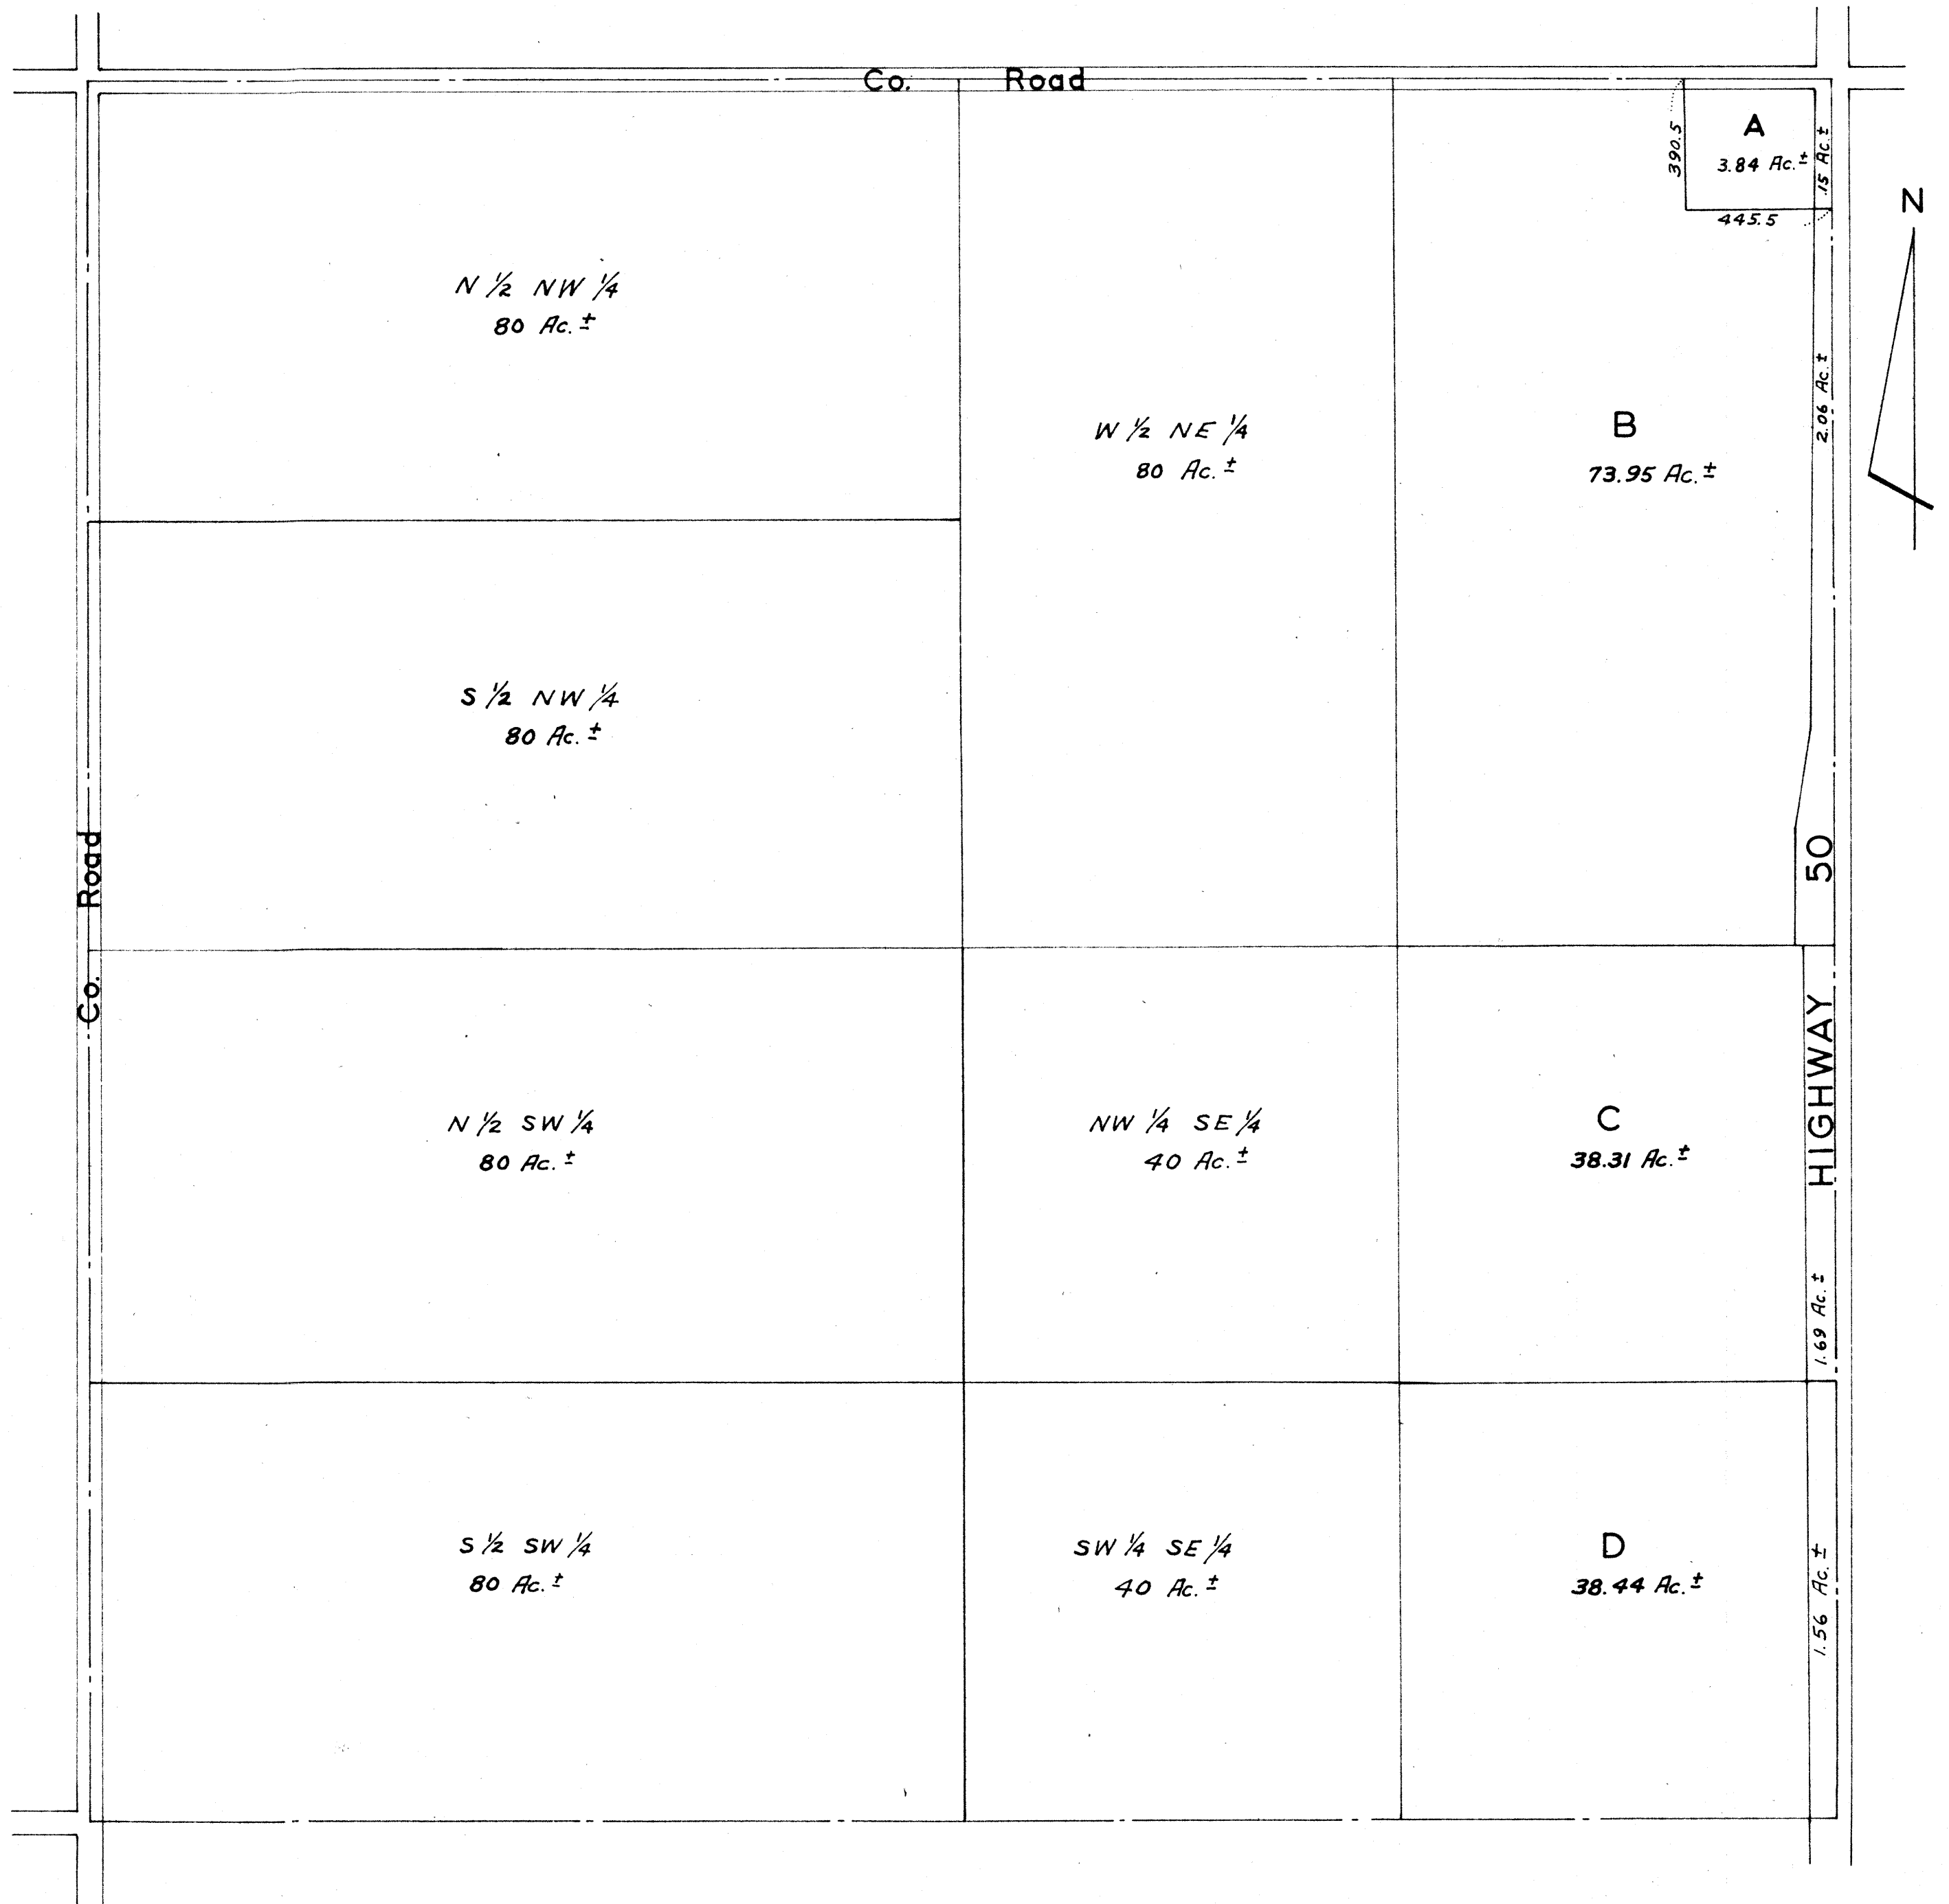 Co. Road
A
3.84 Ac.±
.15 Ac.±
390.5
445.5
N
N 1/2 NW 1/4
80 Ac.±
W 1/2 NE 1/4
80 Ac.±
B
73.95 Ac.±
2.06 Ac.±
S 1/2 NW 1/4
80 Ac.±
Co. Road
HIGHWAY 50
N 1/2 SW 1/4
80 Ac.±
NW 1/4 SE 1/4
40 Ac.±
C
38.31 Ac.±
1.69 Ac.±
S 1/2 SW 1/4
80 Ac.±
SW 1/4 SE 1/4
40 Ac.±
D
38.44 Ac.±
1.56 Ac.±